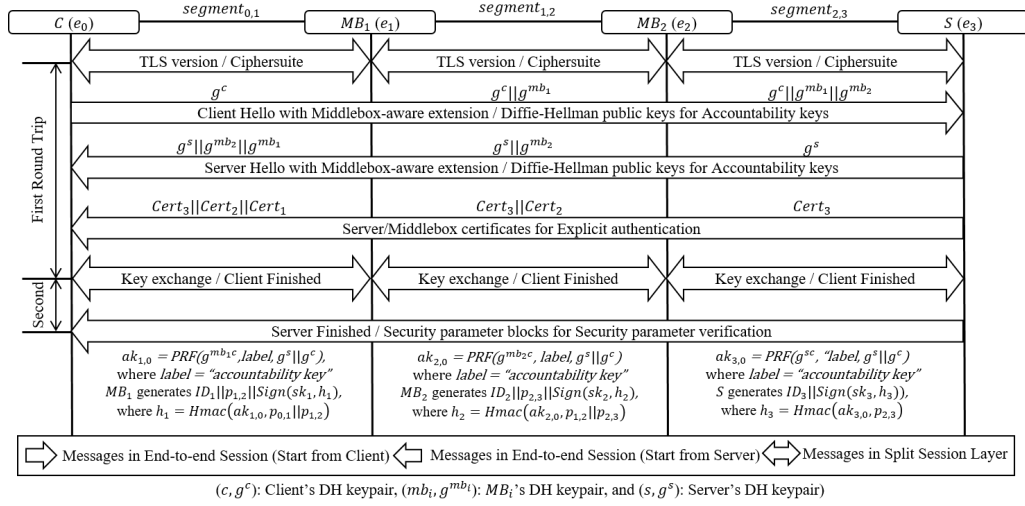 C (e₀) segment₀,₁ MB₁ (e₁) segment₁,₂ MB₂ (e₂) segment₂,₃ S (e₃)
TLS version / Ciphersuite TLS version / Ciphersuite TLS version / Ciphersuite
g^c g^c||g^{mb₁} g^c||g^{mb₁}||g^{mb₂}
Client Hello with Middlebox-aware extension / Diffie-Hellman public keys for Accountability keys
First Round Trip
g^s||g^{mb₂}||g^{mb₁} g^s||g^{mb₂} g^s
Server Hello with Middlebox-aware extension / Diffie-Hellman public keys for Accountability keys
Cert₃||Cert₂||Cert₁ Cert₃||Cert₂ Cert₃
Server/Middlebox certificates for Explicit authentication
Key exchange / Client Finished Key exchange / Client Finished Key exchange / Client Finished
Second
Server Finished / Security parameter blocks for Security parameter verification
ak₁,₀ = PRF(g^{mb₁c}, label, g^s||g^c),
where label = “accountability key”
MB₁ generates ID₁||p₁,₂||Sign(sk₁, h₁),
where h₁ = Hmac(ak₁,₀, p₀,₁||p₁,₂)
ak₂,₀ = PRF(g^{mb₂c}, label, g^s||g^c)
where label = “accountability key”
MB₂ generates ID₂||p₂,₃||Sign(sk₂, h₂),
where h₂ = Hmac(ak₂,₀, p₁,₂||p₂,₃)
ak₃,₀ = PRF(g^{sc}, “label, g^s||g^c)
where label = “accountability key”
S generates ID₃||Sign(sk₃, h₃)),
where h₃ = Hmac(ak₃,₀, p₂,₃)
Messages in End-to-end Session (Start from Client) Messages in End-to-end Session (Start from Server) Messages in Split Session Layer
(c, g^c): Client’s DH keypair, (mbᵢ, g^{mbᵢ}): MBᵢ’s DH keypair, and (s, g^s): Server’s DH keypair)